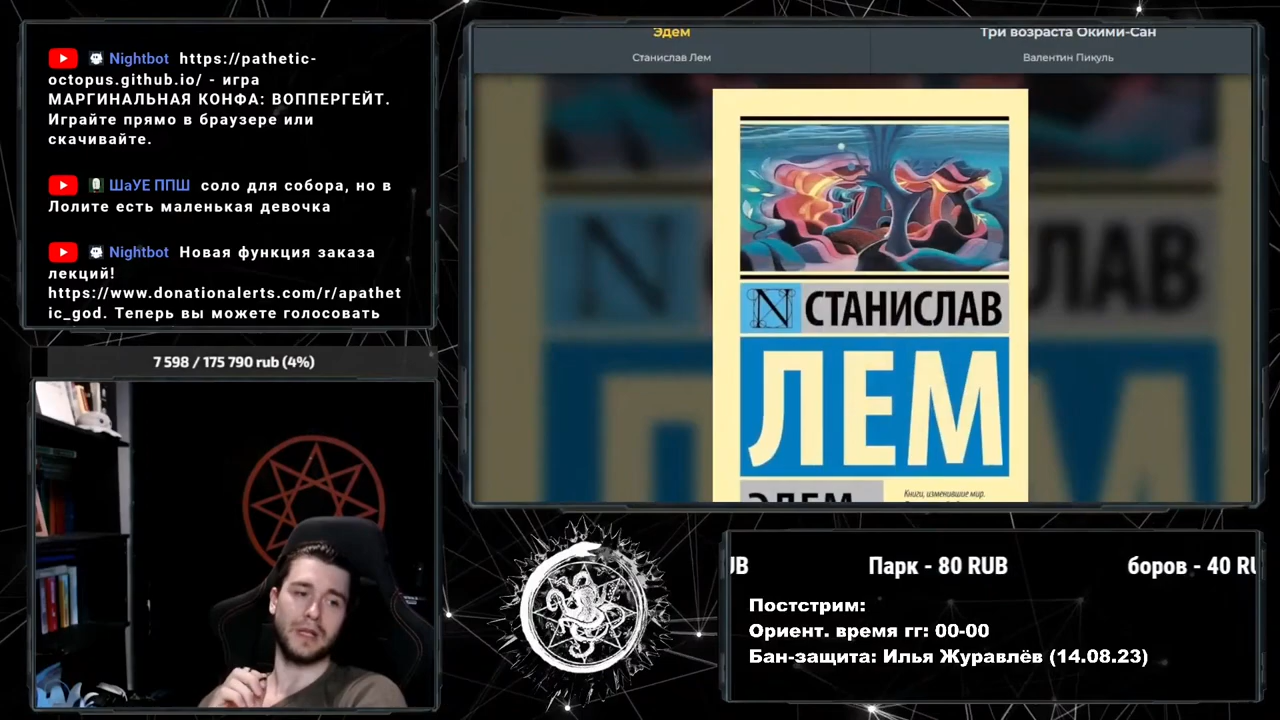 Nightbot https://pathetic-
octopus.github.io/ - игра
МАРГИНАЛЬНАЯ КОНФА: ВОППЕРГЕЙТ.
Играйте прямо в браузере или
скачивайте.
ШаУЕ ППШ соло для собора, но в
Лолите есть маленькая девочка
Nightbot Новая функция заказа
лекций!
https://www.donationalerts.com/r/apathet
ic_god. Теперь вы можете голосовать
7 598 / 175 790 rub (4%)
Эдем
Станислав Лем
Три возраста Окими-Сан
Валентин Пикуль
N СТАНИСЛАВ
ЛЕМ
ЭДЕМ
Книги, изменившие мир.
ЛАВ
UB Парк - 80 RUB боров - 40 RU
Постстрим:
Ориент. время гг: 00-00
Бан-защита: Илья Журавлёв (14.08.23)